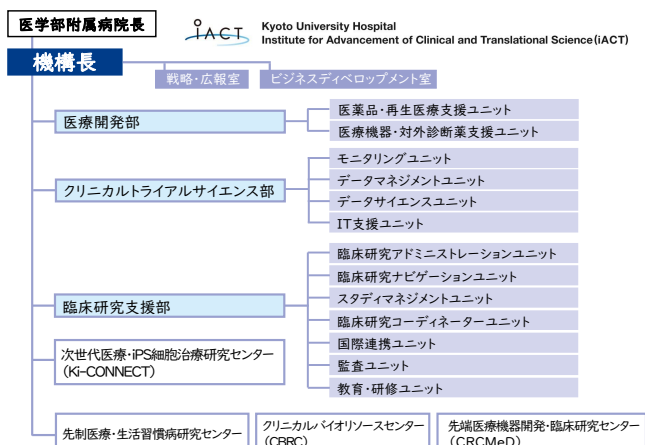 医学部附属病院長
iACT
Kyoto University Hospital
Institute for Advancement of Clinical and Translational Science(iACT)
機構長
戦略・広報室
ビジネスディベロップメント室
医療開発部
医薬品・再生医療支援ユニット
医療機器・対外診断薬支援ユニット
クリニカルトライアルサイエンス部
モニタリングユニット
データマネジメントユニット
データサイエンスユニット
IT支援ユニット
臨床研究支援部
臨床研究アドミニストレーションユニット
臨床研究ナビゲーションユニット
スタディマネジメントユニット
臨床研究コーディネーターユニット
国際連携ユニット
監査ユニット
教育・研修ユニット
次世代医療・iPS細胞治療研究センター
(Ki-CONNECT)
先制医療・生活習慣病研究センター
クリニカルバイオリソースセンター
(CBRC)
先端医療機器開発・臨床研究センター
(CRCMeD)